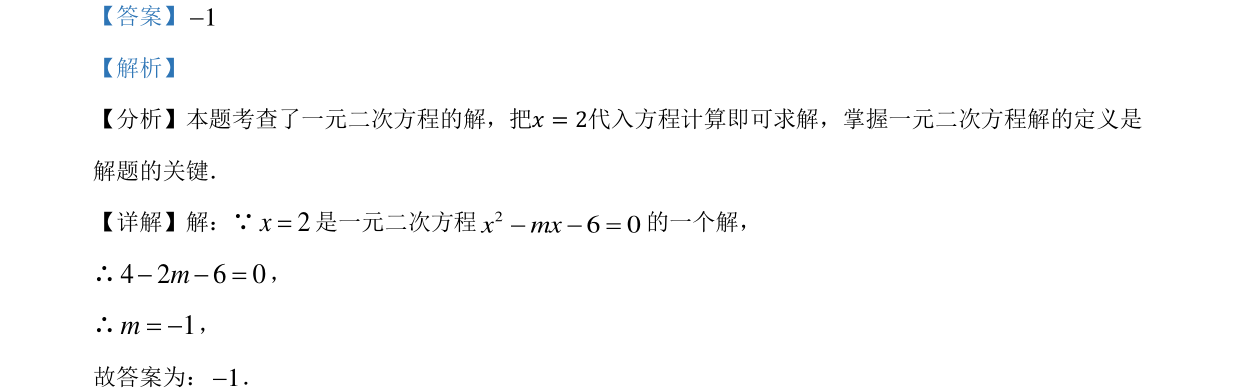 【答案】−1
【解析】
【分析】本题考查了一元二次方程的解，把x = 2代入方程计算即可求解，掌握一元二次方程解的定义是
解题的关键．
【详解】解：∵ x = 2 是一元二次方程 x² − mx − 6 = 0 的一个解，
∴ 4 − 2m − 6 = 0，
∴ m = −1，
故答案为：−1．